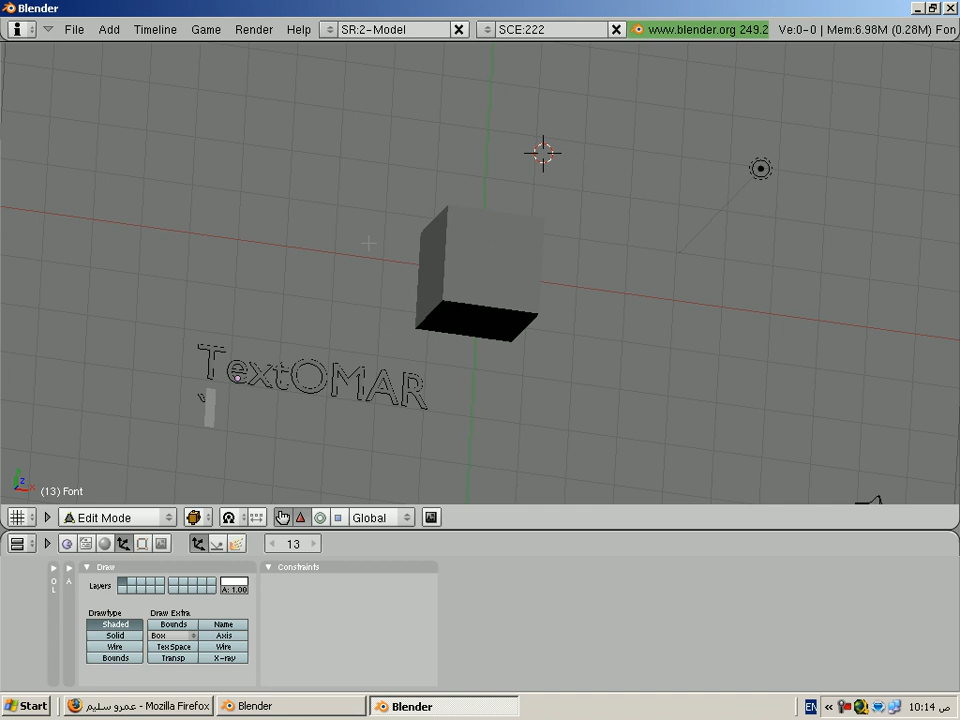 Blender
File Add Timeline Game Render Help SR:2-Model SCE:222 www.blender.org 249.2 Ve:0-0 | Mem:6.98M (0.28M) Fon
TextOMAR
(13) Font
Edit Mode Global
13
O
L
A
Draw
Constraints
Layers
A: 1.00
Drawtype Draw Extra
Shaded Bounds Name
Solid Box Axis
Wire TexSpace Wire
Bounds Transp X-ray
Start عمرو سليم - Mozilla Firefox Blender Blender EN « 10:14 ص